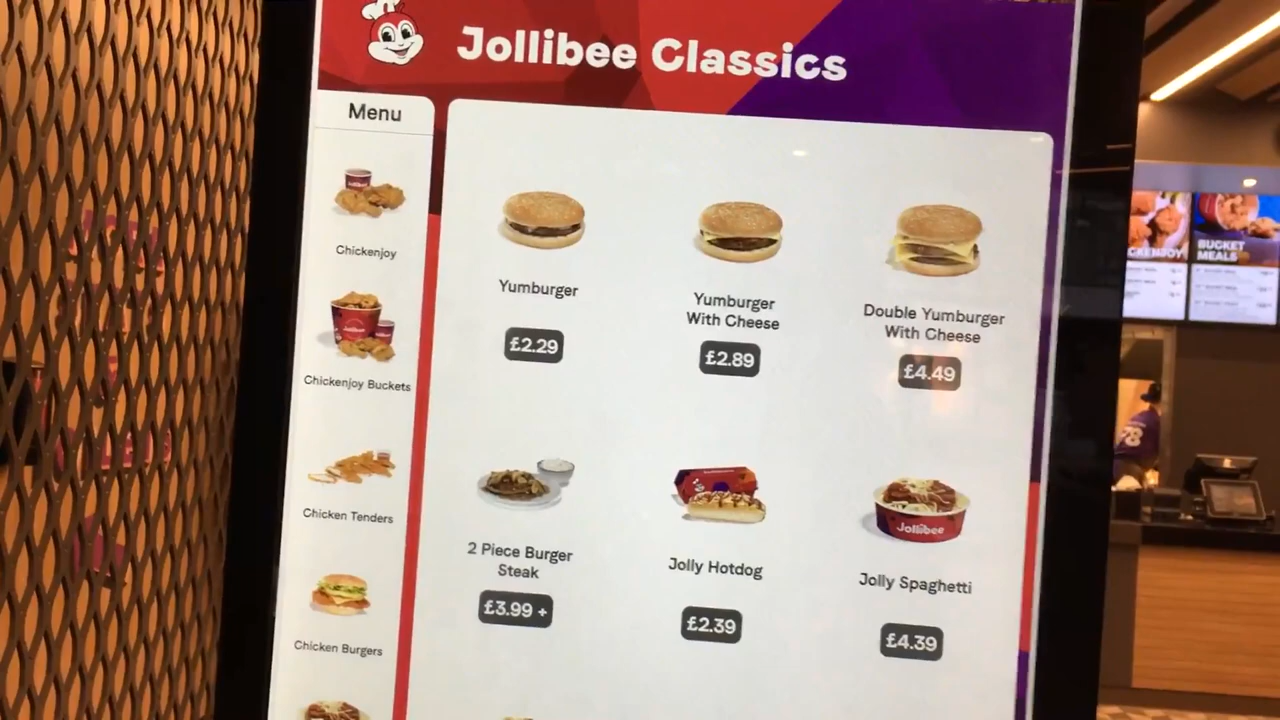 Jollibee Classics
Menu
Chickenjoy
Chickenjoy Buckets
Chicken Tenders
Chicken Burgers
Yumburger
£2.29
Yumburger
With Cheese
£2.89
Double Yumburger
With Cheese
£4.49
2 Piece Burger
Steak
£3.99 +
Jolly Hotdog
£2.39
Jollibee
Jolly Spaghetti
£4.39
BUCKET
MEALS
78